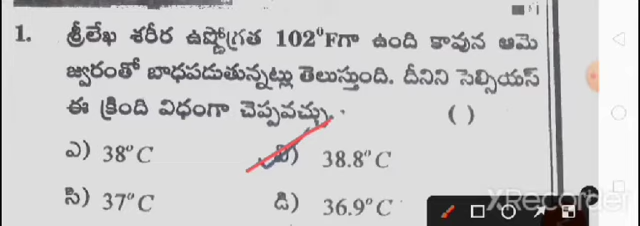 1. శ్రీలేఖ శరీర ఉష్ణోగ్రత 102°Fగా ఉంది కావున ఆమె
జ్వరంతో బాధపడుతున్నట్లు తెలుస్తుంది. దీనిని సెల్సియస్
ఈ క్రింది విధంగా చెప్పవచ్చు. ( )
ఎ) 38°C బి) 38.8°C
సి) 37°C డి) 36.9°C
XRecorder